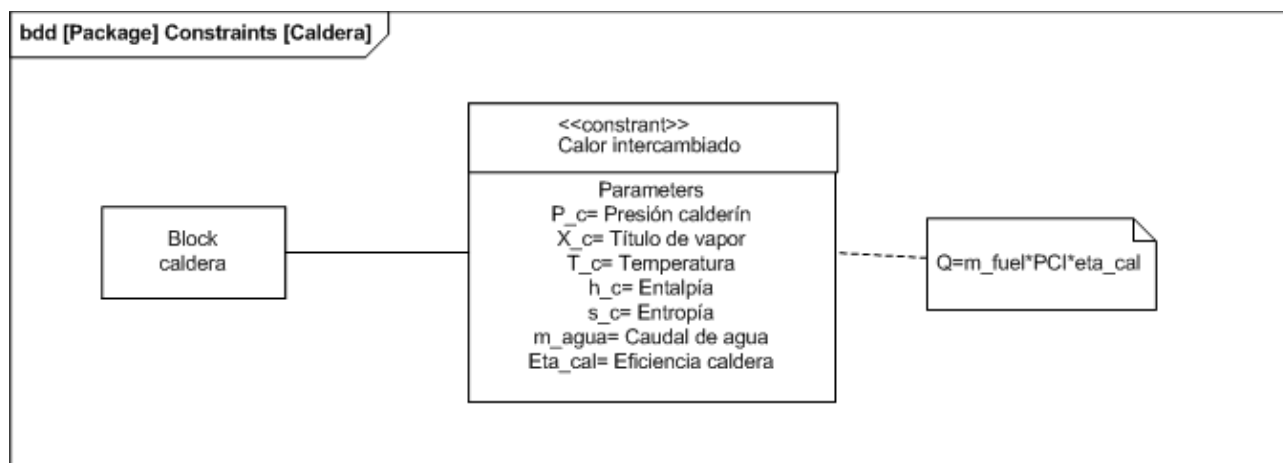 bdd [Package] Constraints [Caldera]
<<constrant>>
Calor intercambiado
Parameters
P_c= Presión calderín
X_c= Título de vapor
T_c= Temperatura
h_c= Entalpía
s_c= Entropía
m_agua= Caudal de agua
Eta_cal= Eficiencia caldera
Block
caldera
Q=m_fuel*PCI*eta_cal